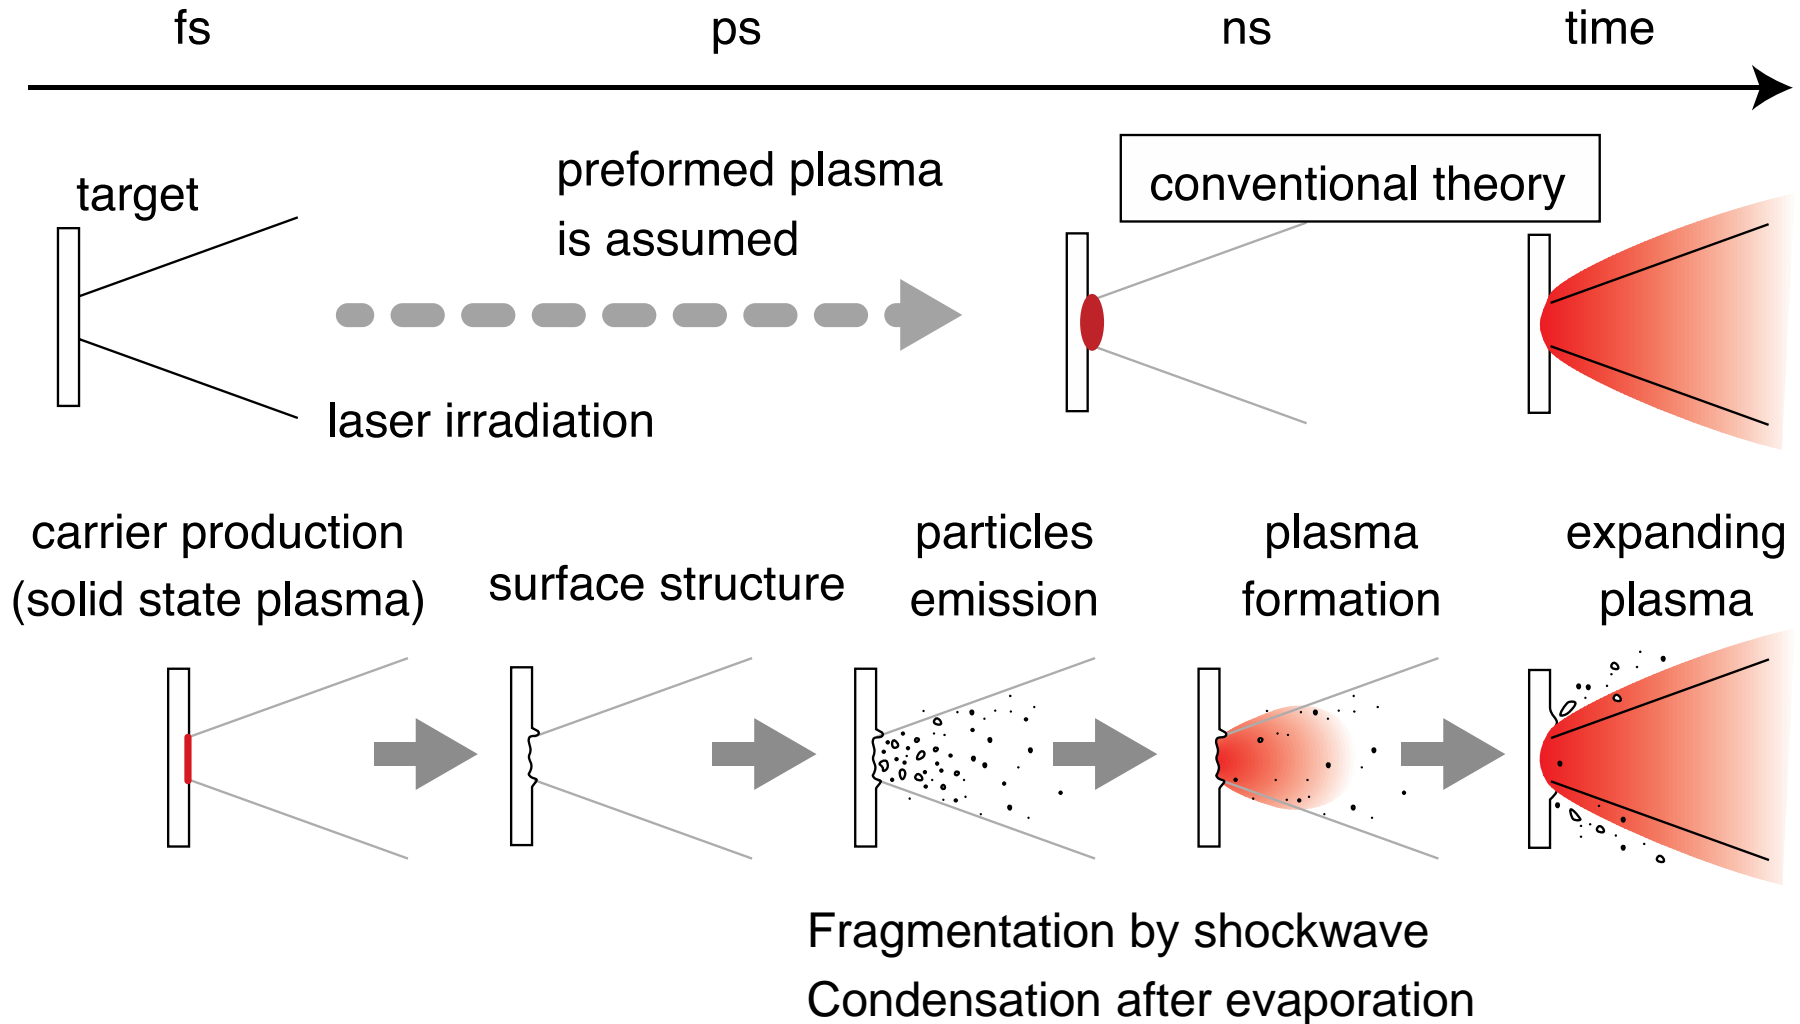 fs ps ns time
target
preformed plasma
is assumed
conventional theory
laser irradiation
carrier production
(solid state plasma)
surface structure
particles
emission
plasma
formation
expanding
plasma
Fragmentation by shockwave
Condensation after evaporation